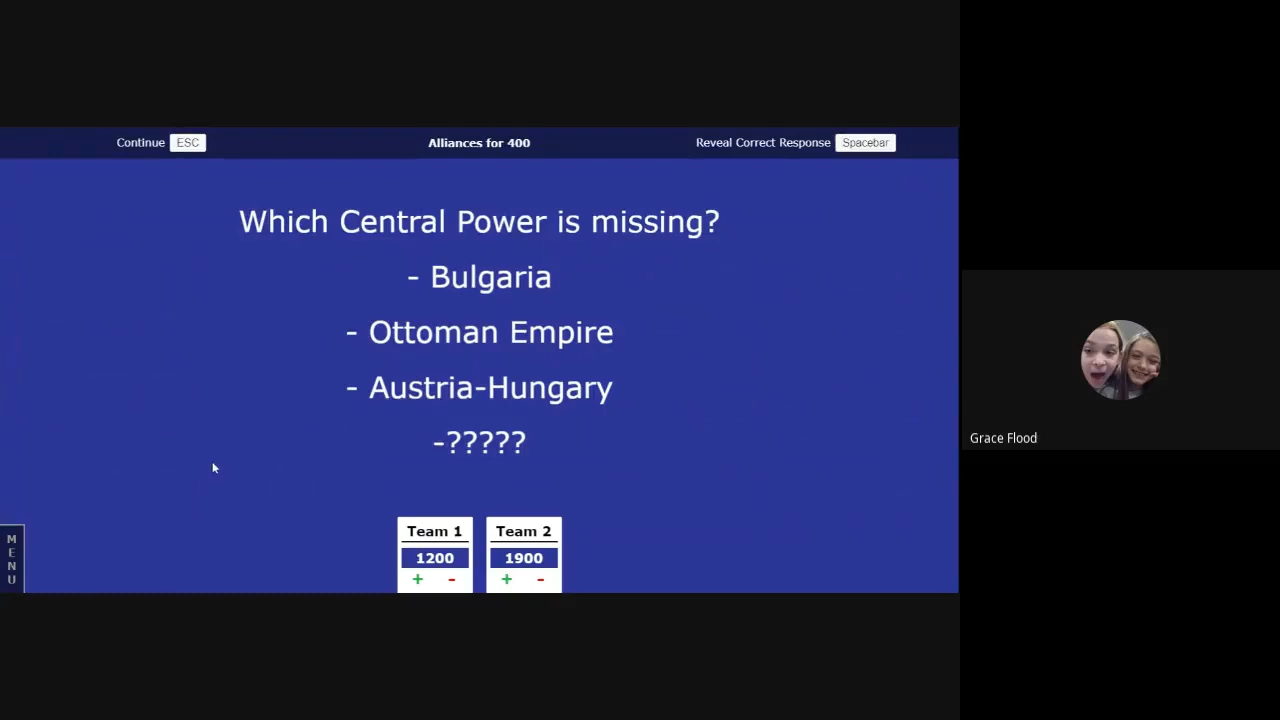 Continue ESC
Alliances for 400
Reveal Correct Response Spacebar
Which Central Power is missing?
- Bulgaria
- Ottoman Empire
- Austria-Hungary
-?????
Grace Flood
MENU
Team 1
1200
+ -
Team 2
1900
+ -